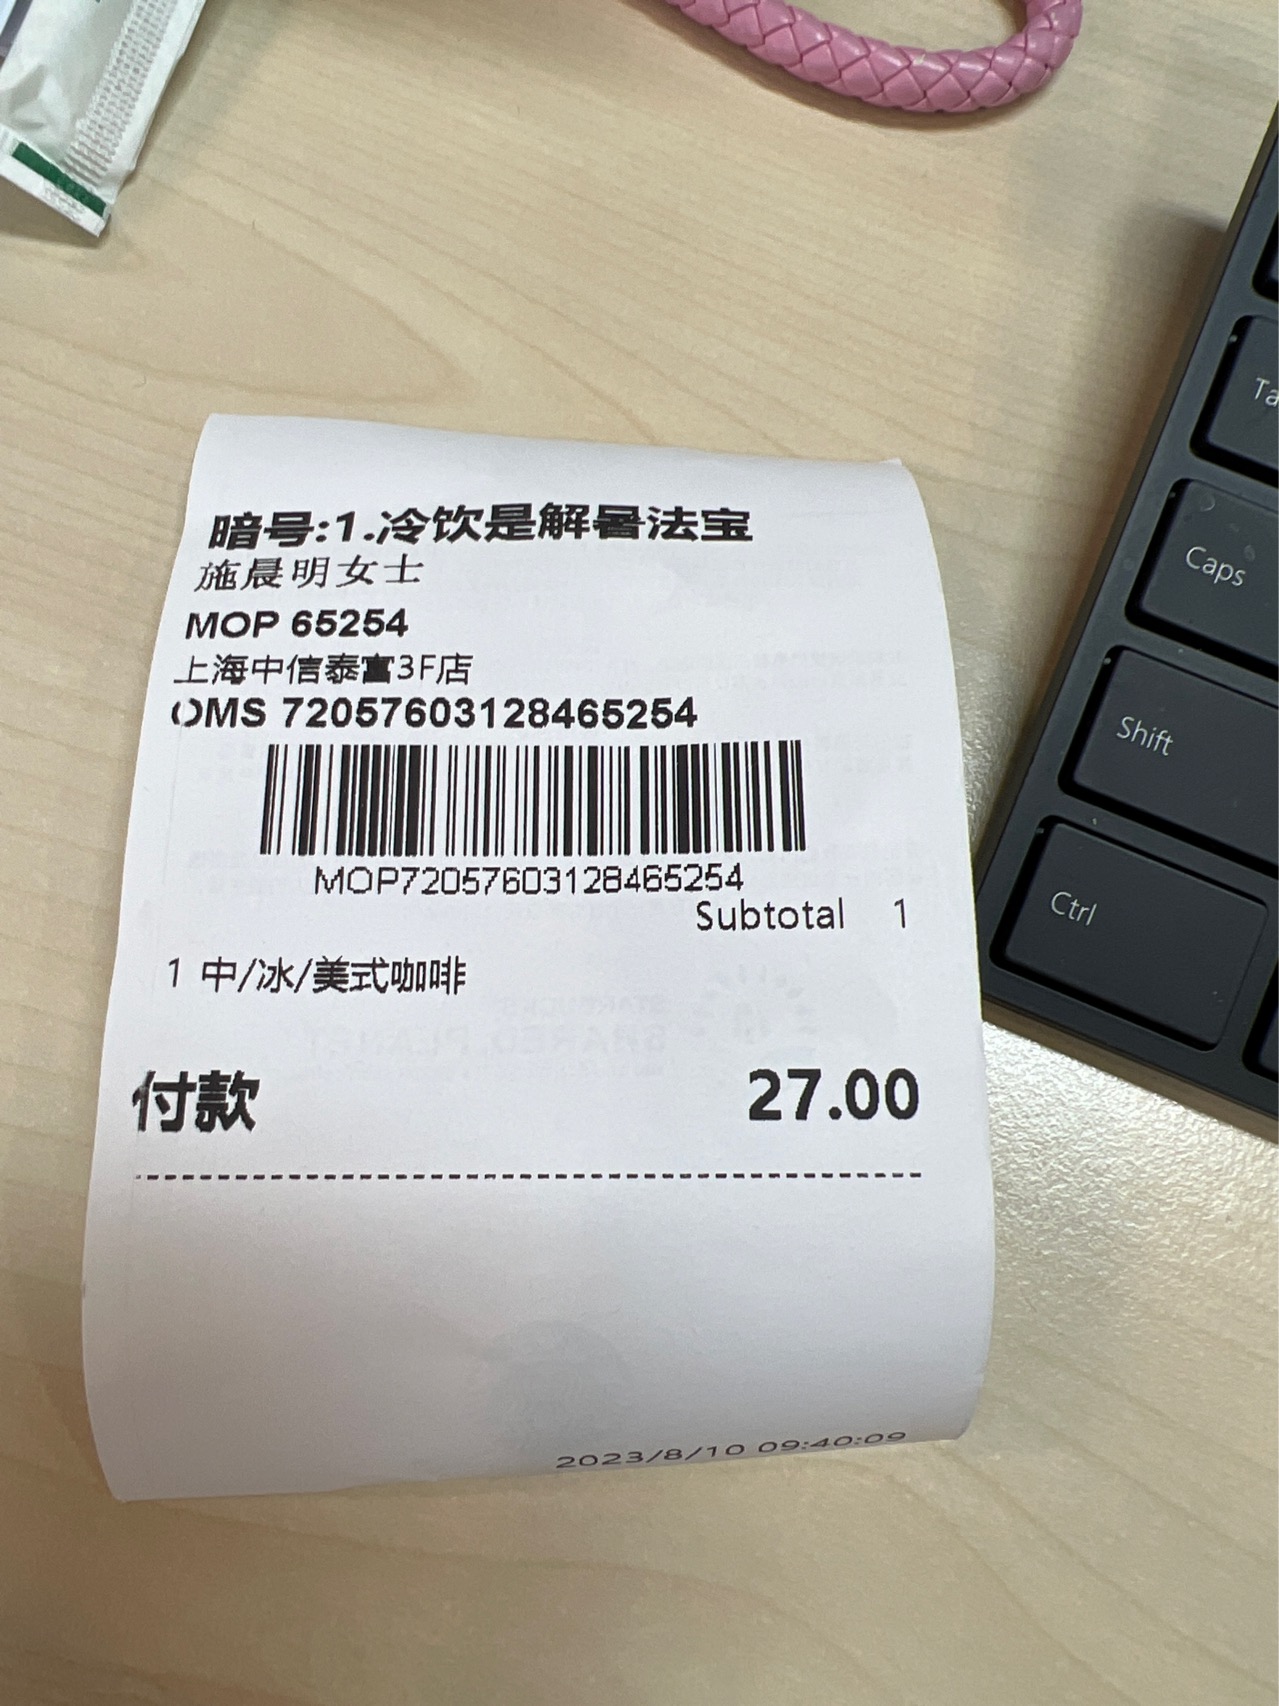 暗号:1.冷饮是解暑法宝
施晨明女士
MOP 65254
上海中信泰富3F店
OMS 72057603128465254
MOP72057603128465254
Subtotal 1
1 中/冰/美式咖啡
付款 27.00
2023/8/10 09:40:09
Ta
Caps
Shift
Ctrl